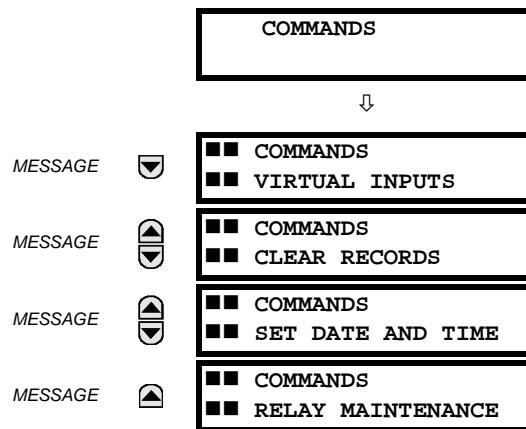 COMMANDS
⇩
MESSAGE
■■ COMMANDS
■■ VIRTUAL INPUTS
MESSAGE
■■ COMMANDS
■■ CLEAR RECORDS
MESSAGE
■■ COMMANDS
■■ SET DATE AND TIME
MESSAGE
■■ COMMANDS
■■ RELAY MAINTENANCE